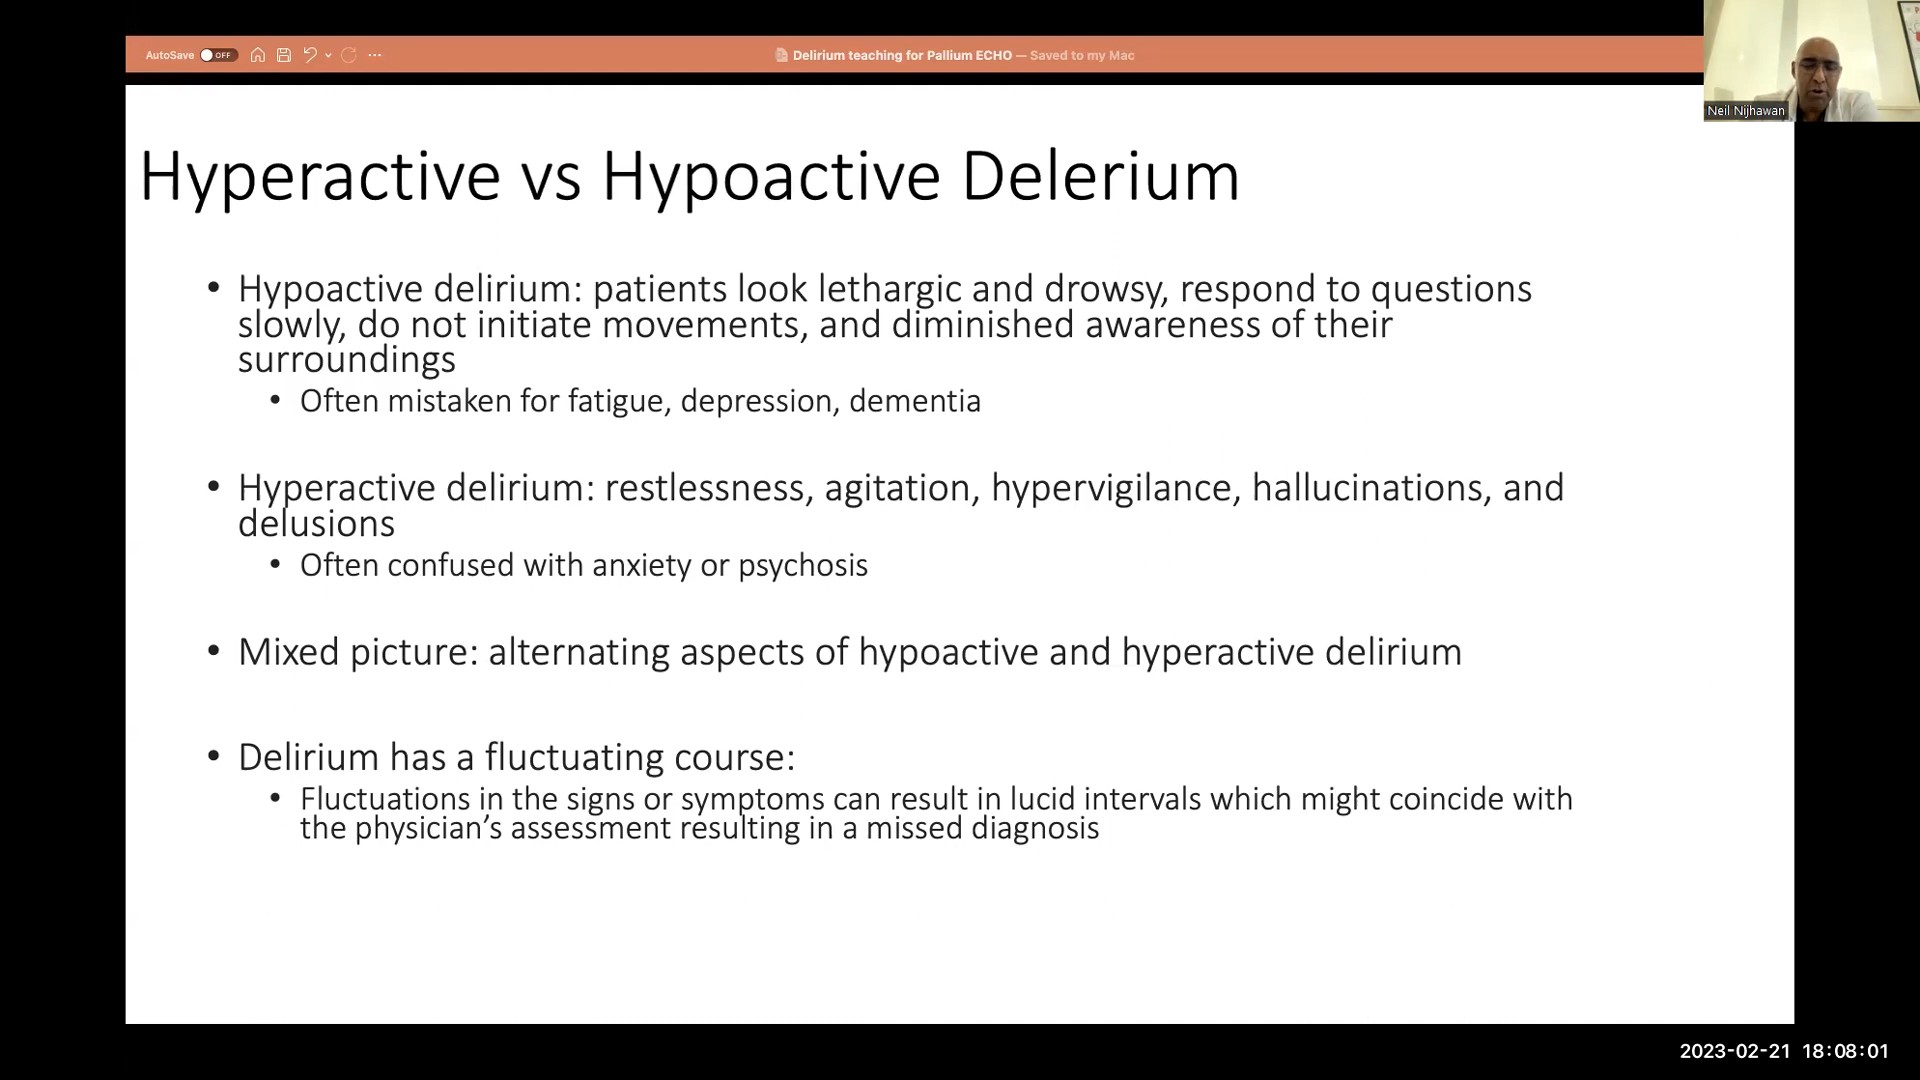 AutoSave OFF
Delirium teaching for Pallium ECHO — Saved to my Mac
Neil Nijhawan
Hyperactive vs Hypoactive Delerium
• Hypoactive delirium: patients look lethargic and drowsy, respond to questions
slowly, do not initiate movements, and diminished awareness of their
surroundings
• Often mistaken for fatigue, depression, dementia
• Hyperactive delirium: restlessness, agitation, hypervigilance, hallucinations, and
delusions
• Often confused with anxiety or psychosis
• Mixed picture: alternating aspects of hypoactive and hyperactive delirium
• Delirium has a fluctuating course:
• Fluctuations in the signs or symptoms can result in lucid intervals which might coincide with
the physician’s assessment resulting in a missed diagnosis
2023-02-21 18:08:01